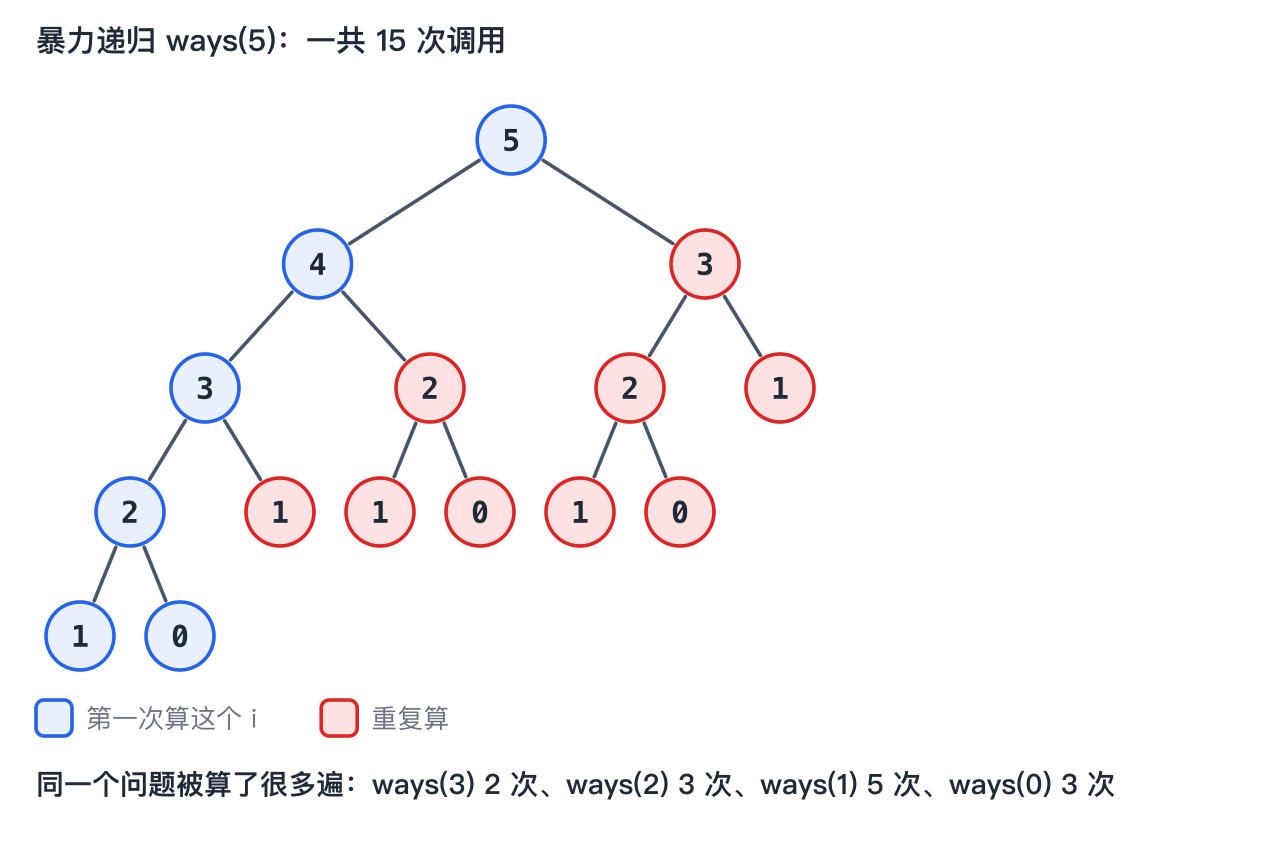 暴力递归 ways(5)：一共 15 次调用
5
4 3
3 2 2 1
2 1 1 0 1 0
1 0
第一次算这个 i 重复算
同一个问题被算了很多遍：ways(3) 2 次、ways(2) 3 次、ways(1) 5 次、ways(0) 3 次